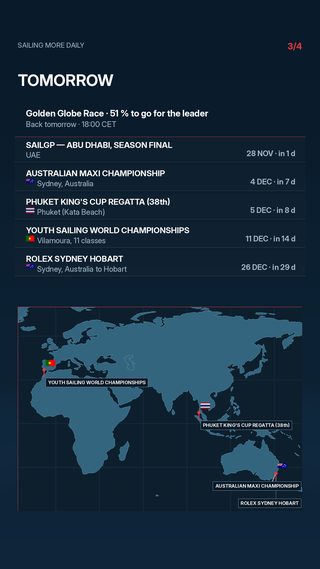 SAILING MORE DAILY
3/4
TOMORROW
Golden Globe Race · 51 % to go for the leader
Back tomorrow · 18:00 CET
SAILGP — ABU DHABI, SEASON FINAL
UAE
28 NOV · in 1 d
AUSTRALIAN MAXI CHAMPIONSHIP
Sydney, Australia
4 DEC · in 7 d
PHUKET KING'S CUP REGATTA (38th)
Phuket (Kata Beach)
5 DEC · in 8 d
YOUTH SAILING WORLD CHAMPIONSHIPS
Vilamoura, 11 classes
11 DEC · in 14 d
ROLEX SYDNEY HOBART
Sydney, Australia to Hobart
26 DEC · in 29 d
YOUTH SAILING WORLD CHAMPIONSHIPS
PHUKET KING'S CUP REGATTA (38th)
AUSTRALIAN MAXI CHAMPIONSHIP
ROLEX SYDNEY HOBART